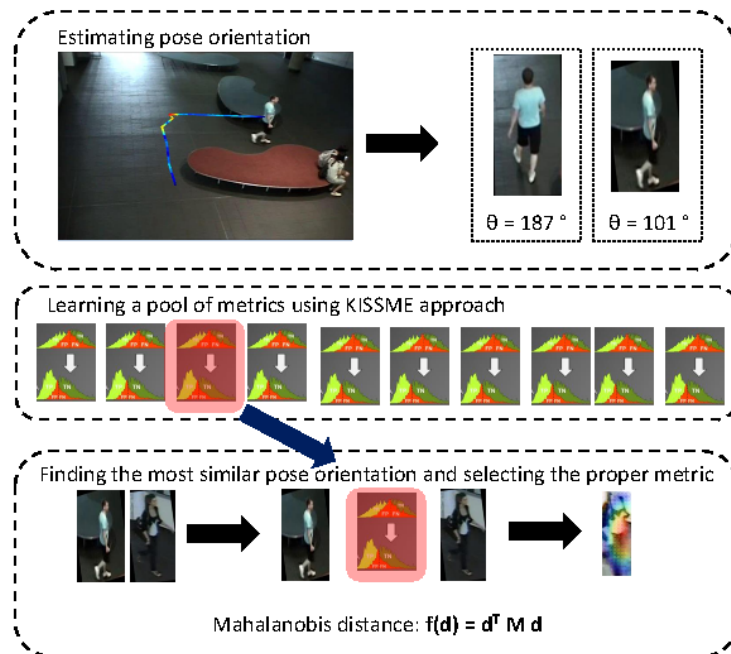 Estimating pose orientation
θ = 187 °
θ = 101 °
Learning a pool of metrics using KISSME approach
Finding the most similar pose orientation and selecting the proper metric
Mahalanobis distance: f(d) = dᵀ M d